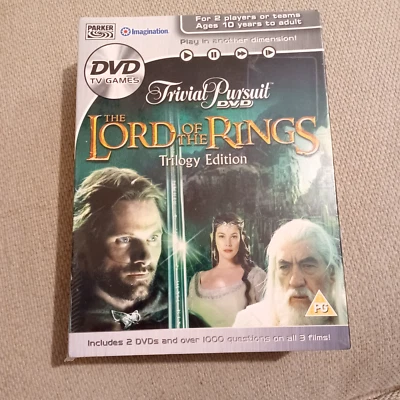 PARKER
Imagination
For 2 players or teams
Ages 10 years to adult
Play in another dimension!
DVD
TV GAMES
Trivial Pursuit
DVD
THE
LORD OF THE RINGS
Trilogy Edition
PG
Includes 2 DVDs and over 1000 questions on all 3 films!